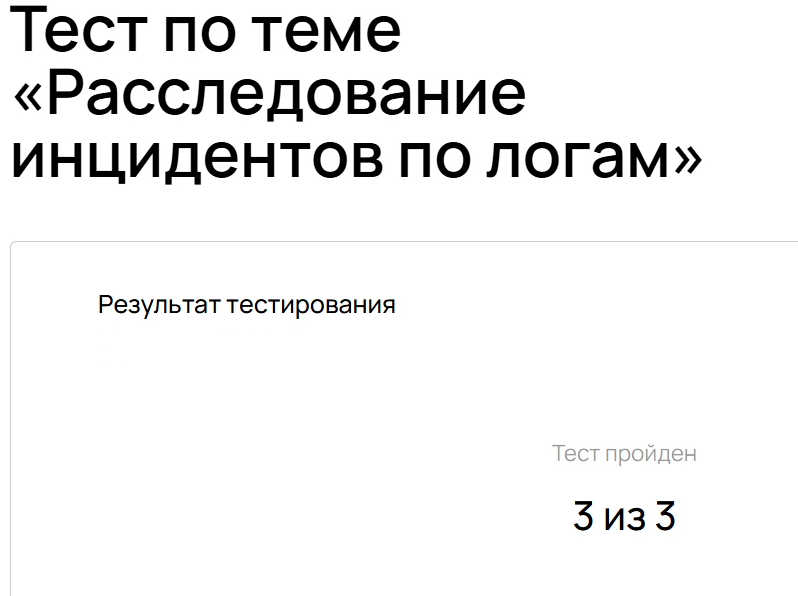 Тест по теме
«Расследование
инцидентов по логам»
Результат тестирования
Тест пройден
3 из 3